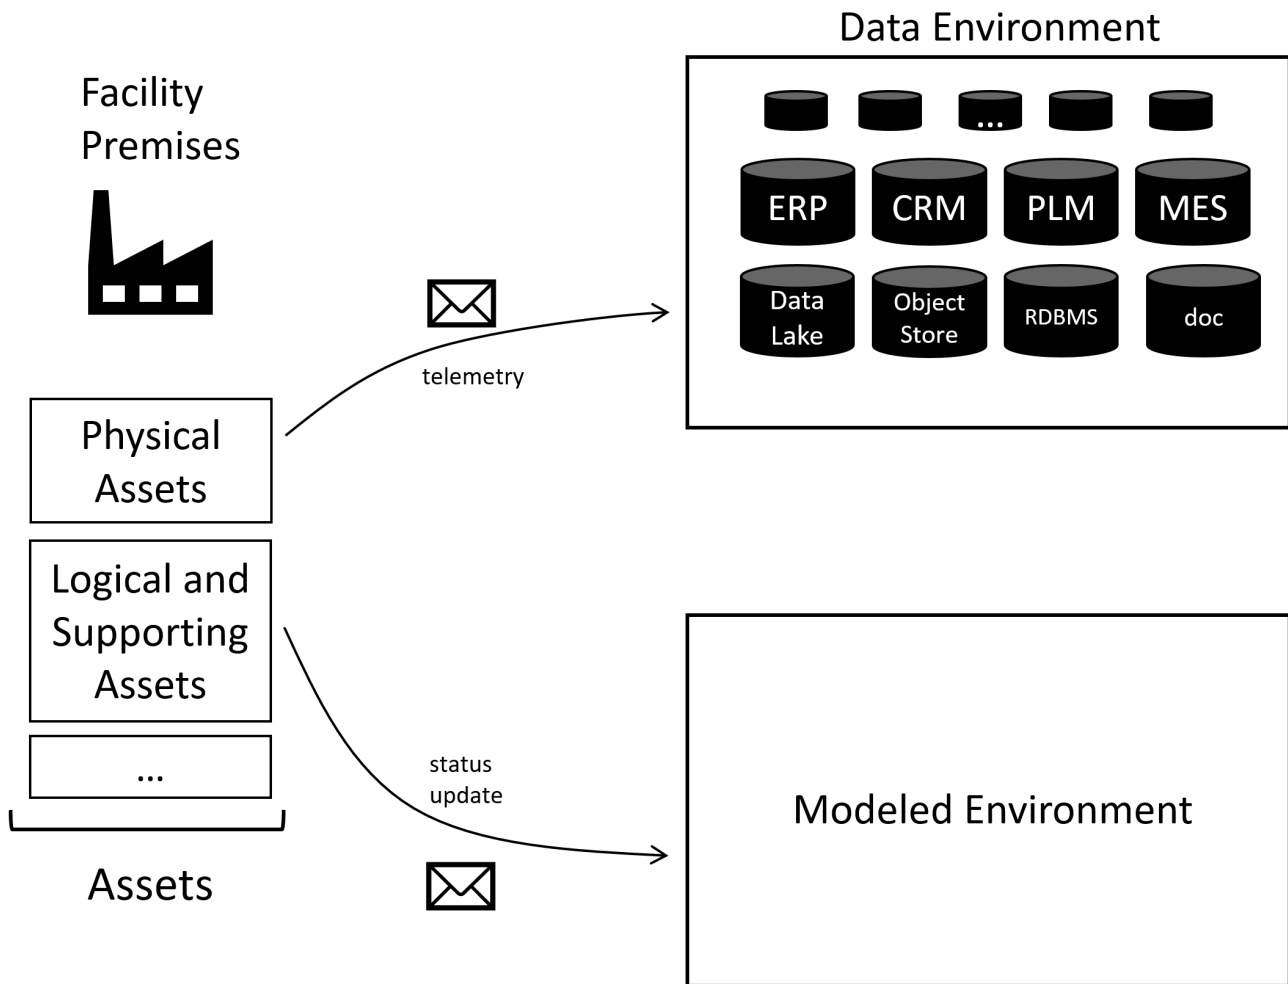 Data Environment
Facility
Premises
...
ERP
CRM
PLM
MES
Data
Lake
Object
Store
RDBMS
doc
telemetry
Physical
Assets
Logical and
Supporting
Assets
...
Assets
status
update
Modeled Environment